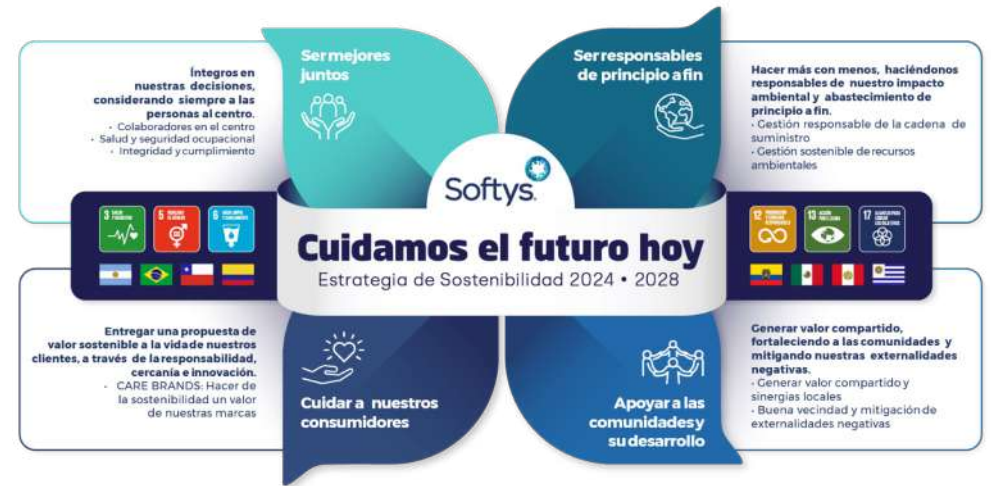 Ser mejores
juntos
Íntegros en
nuestras decisiones,
considerando siempre a las
personas al centro.
· Colaboradores en el centro
· Salud y seguridad ocupacional
· Integridad y cumplimiento
Ser responsables
de principio a fin
Hacer más con menos, haciéndonos
responsables de nuestro impacto
ambiental y abastecimiento de
principio a fin.
· Gestión responsable de la cadena de
suministro
· Gestión sostenible de recursos
ambientales
Softys
Cuidamos el futuro hoy
Estrategia de Sostenibilidad 2024 • 2028
3
5
6
12
13
17
Entregar una propuesta de
valor sostenible a la vida de nuestros
clientes, a través de la responsabilidad,
cercanía e innovación.
· CARE BRANDS: Hacer de
la sostenibilidad un valor
de nuestras marcas
Cuidar a nuestros
consumidores
Apoyar a las
comunidades y
su desarrollo
Generar valor compartido,
fortaleciendo a las comunidades y
mitigando nuestras externalidades
negativas.
· Generar valor compartido y
sinergias locales
· Buena vecindad y mitigación de
externalidades negativas